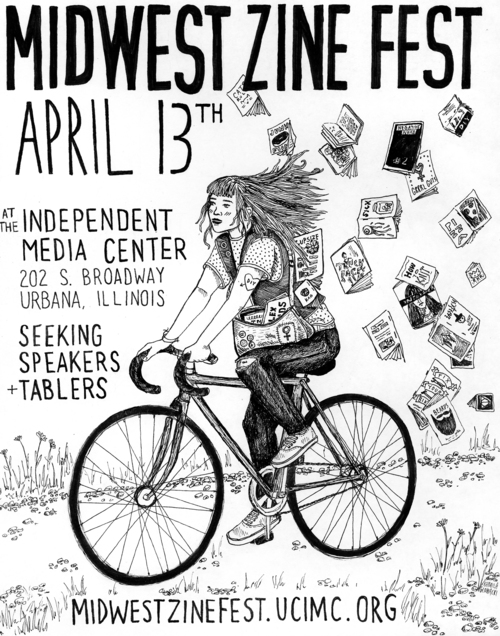 MIDWEST ZINE FEST
APRIL 13TH
AT
THE INDEPENDENT
MEDIA CENTER
202 S. BROADWAY
URBANA, ILLINOIS
SEEKING
SPEAKERS
+TABLERS
MIDWESTZINEFEST.UCIMC.ORG